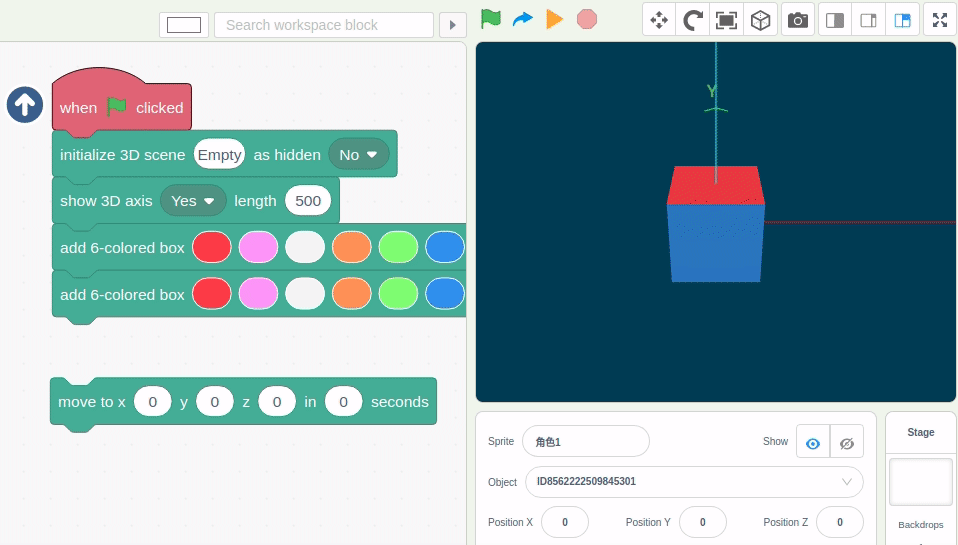 Search workspace block
when clicked
initialize 3D scene Empty as hidden No
show 3D axis Yes length 500
add 6-colored box
add 6-colored box
move to x 0 y 0 z 0 in 0 seconds
Y
Sprite 角色1 Show
Object ID8562222509845301
Position X 0 Position Y 0 Position Z 0
Stage
Backdrops